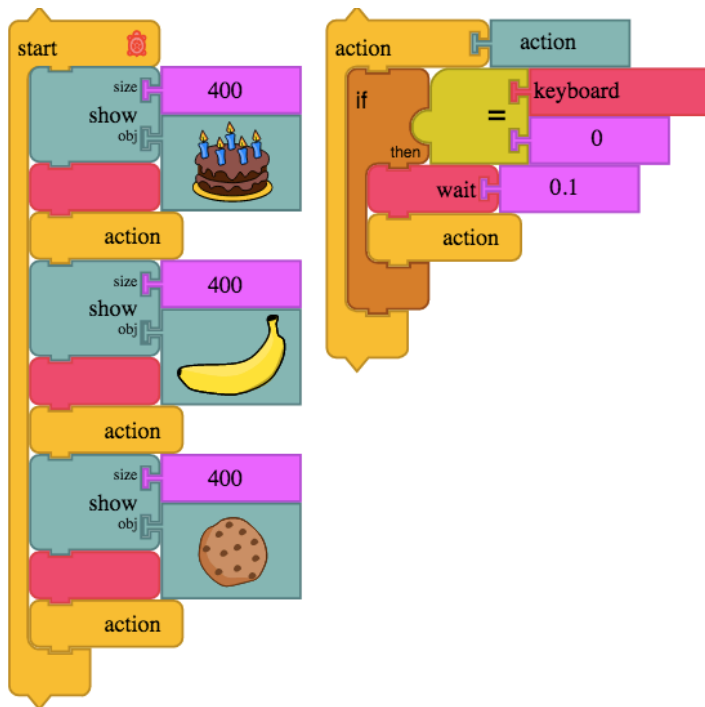 start
size 400
show
obj
action
size 400
show
obj
action
size 400
show
obj
action
action action
if = keyboard
0
then
wait 0.1
action